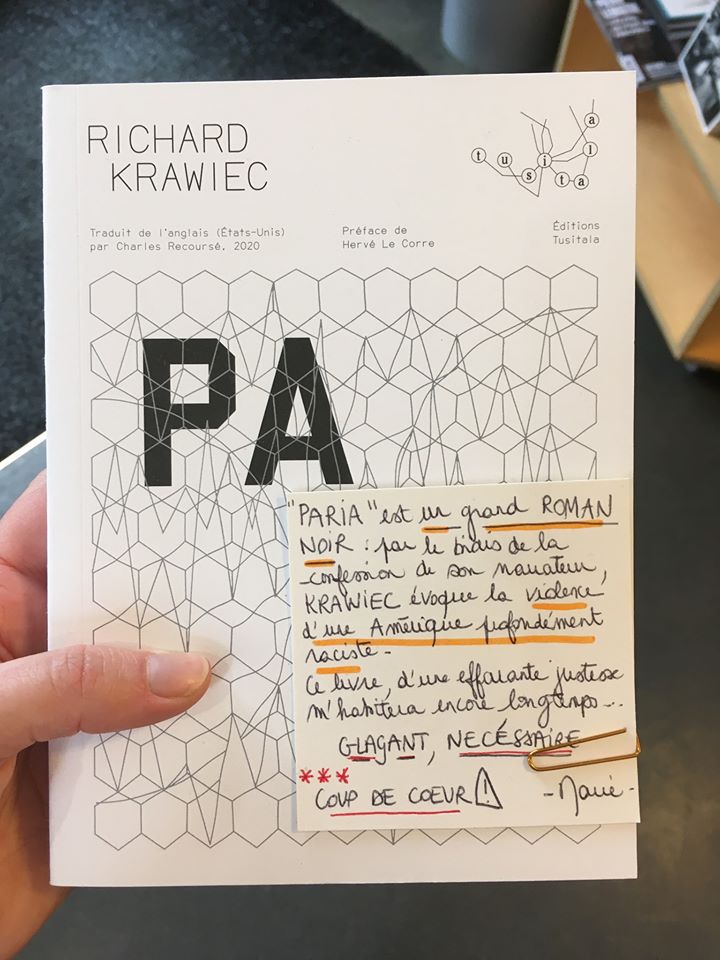 RICHARD
KRAWIEC
tusitala
Traduit de l'anglais (États-Unis)
par Charles Recoursé, 2020
Préface de
Hervé Le Corre
Éditions
Tusitala
PA
"PARIA" est un grand ROMAN
NOIR : par le biais de la
confession de son narrateur,
KRAWIEC évoque la violence
d'une Amérique profondément
raciste.
Ce livre, d'une effarante justesse
m'habitera encore longtemps...
GLAÇANT, NECÉSSAIRE
***
COUP DE COEUR !
- Marie -